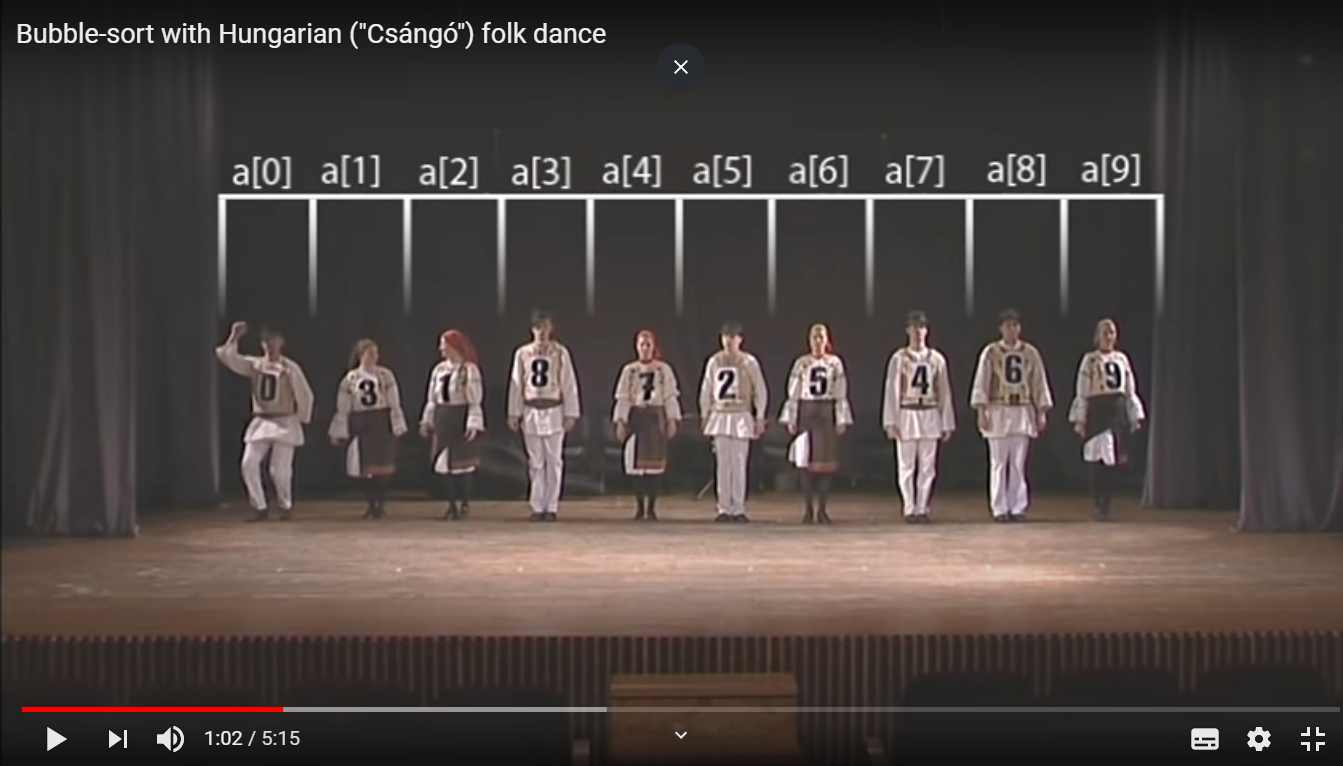 Bubble-sort with Hungarian ("Csángó") folk dance
a[0] a[1] a[2] a[3] a[4] a[5] a[6] a[7] a[8] a[9]
0 3 1 8 7 2 5 4 6 9
1:02 / 5:15